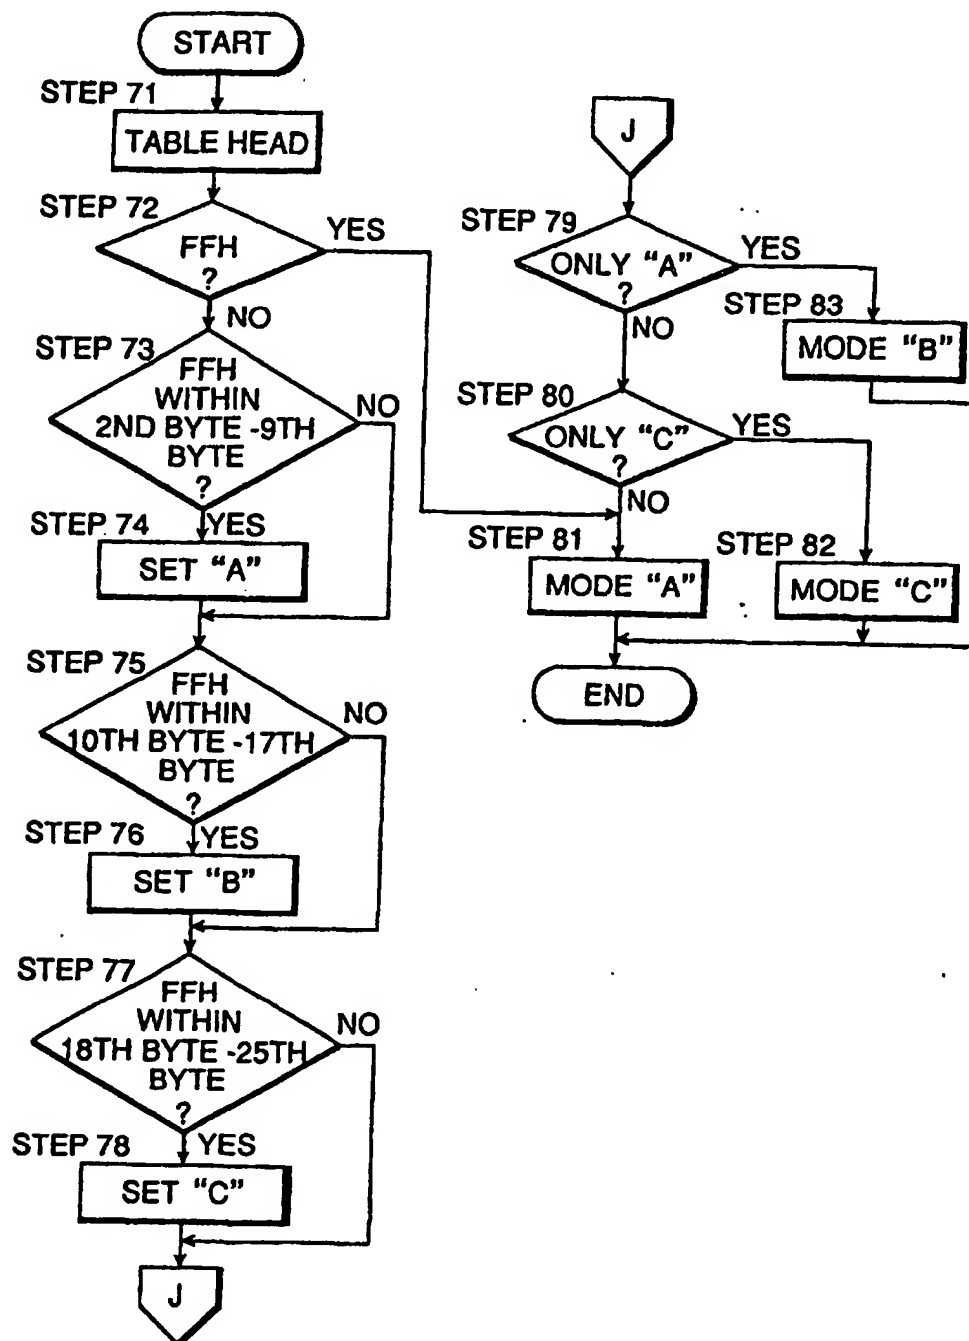 START
STEP 71
TABLE HEAD
STEP 72
FFH
?
YES
NO
STEP 73
FFH
WITHIN
2ND BYTE -9TH
BYTE
?
NO
YES
STEP 74
SET "A"
STEP 75
FFH
WITHIN
10TH BYTE -17TH
BYTE
?
NO
YES
STEP 76
SET "B"
STEP 77
FFH
WITHIN
18TH BYTE -25TH
BYTE
?
NO
YES
STEP 78
SET "C"
J
J
STEP 79
ONLY "A"
?
YES
NO
STEP 83
MODE "B"
STEP 80
ONLY "C"
?
YES
NO
STEP 81
MODE "A"
STEP 82
MODE "C"
END